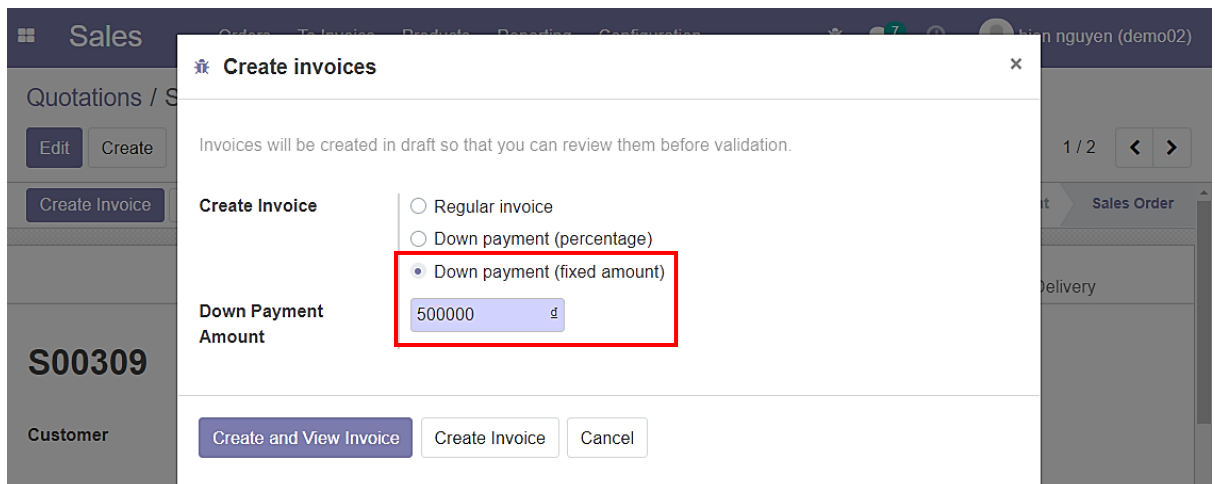 Sales
7
nguyen (demo02)
Create invoices
×
Quotations / S
Edit
Create
Invoices will be created in draft so that you can review them before validation.
1 / 2
Create Invoice
Create Invoice
Regular invoice
Sales Order
Down payment (percentage)
Down payment (fixed amount)
Delivery
Down Payment
Amount
500000 ₫
S00309
Customer
Create and View Invoice
Create Invoice
Cancel